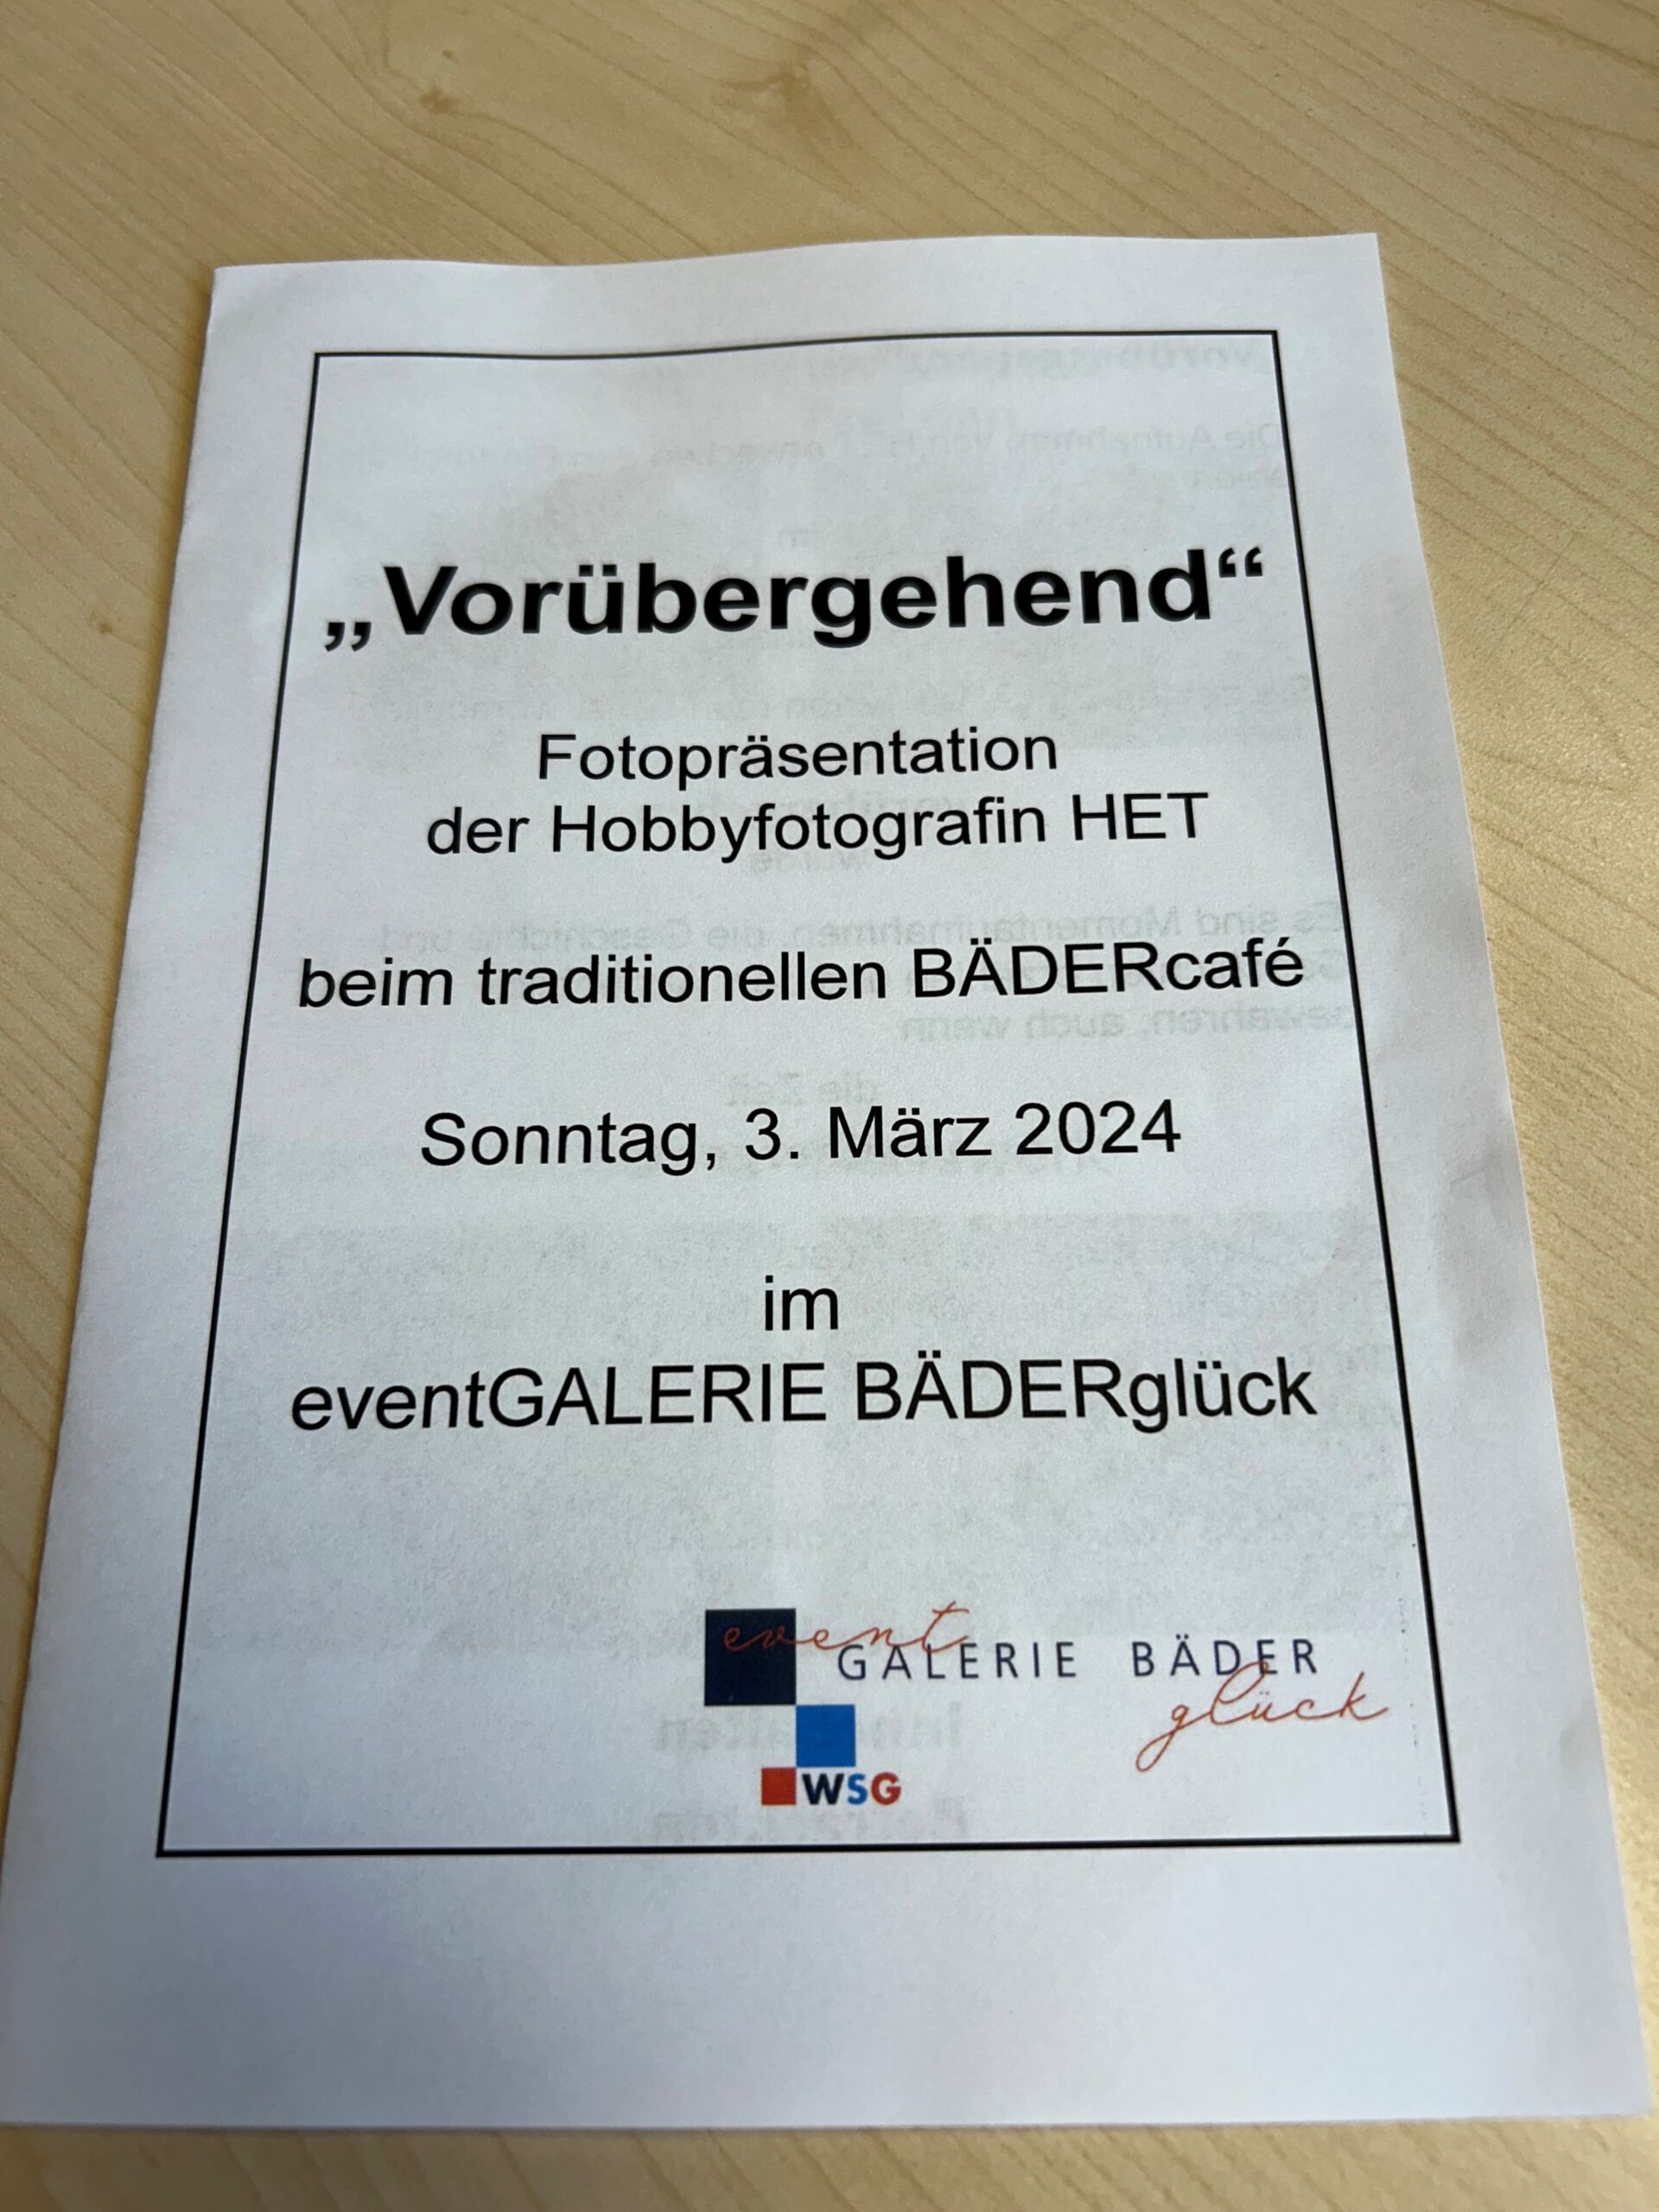 „Vorübergehend“
Fotopräsentation
der Hobbyfotografin HET
beim traditionellen BÄDERcafé
Sonntag, 3. März 2024
im
eventGALERIE BÄDERglück
event
GALERIE BÄDER
glück
WSG